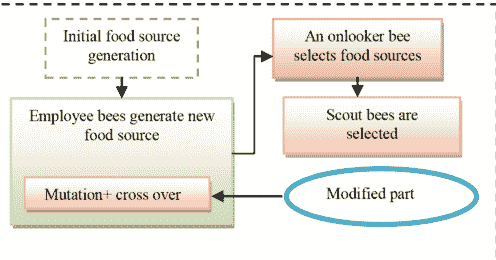 Initial food source
generation
An onlooker bee
selects food sources
Employee bees generate new
food source
Scout bees are
selected
Mutation+ cross over
Modified part